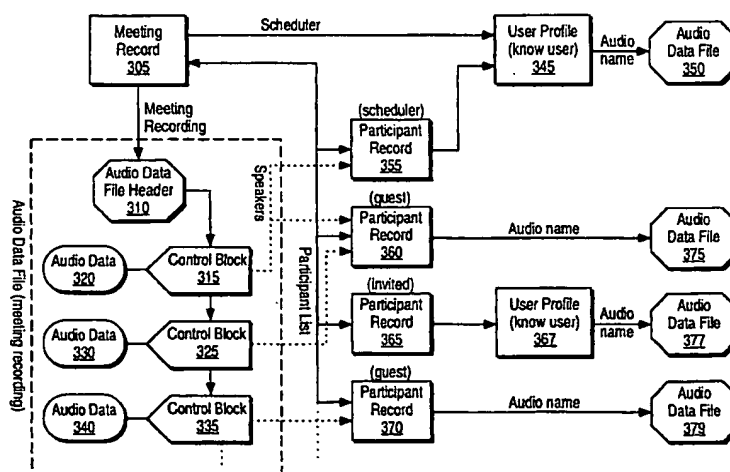 Meeting
Record
305
Scheduter
User Profile
(know user)
345
Audio
name
Audio
Data File
350
Meeting
Recording
(scheduler)
Participant
Record
355
Audio Data File (meeting recording)
Audio Data
File Header
310
Speakers
(guest)
Participant
Record
360
Audio name
Audio
Data File
375
Audio Data
320
Control Block
315
Participant List
(invited)
Participant
Record
365
User Profile
(know user)
367
Audio
name
Audio
Data File
377
Audio Data
330
Control Block
325
(guest)
Participant
Record
370
Audio name
Audio
Data File
379
Audio Data
340
Control Block
335